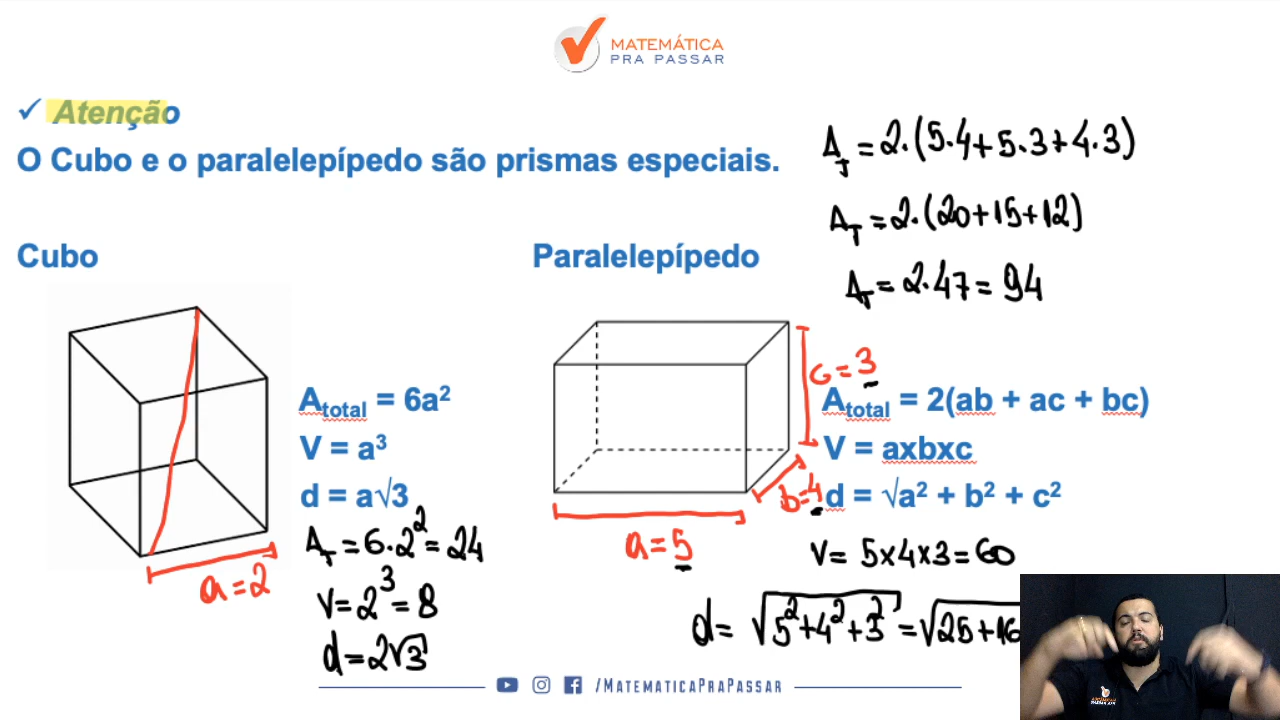 MATEMÁTICA
PRA PASSAR
✓ Atenção
O Cubo e o paralelepípedo são prismas especiais.
A_T = 2.(5.4+5.3+4.3)
A_T = 2.(20+15+12)
A_T = 2.47 = 94
Cubo
Paralelepípedo
A_total = 6a²
V = a³
d = a√3
A_T = 6.2² = 24
V = 2³ = 8
d = 2√3
a = 2
c = 3
b = 4
a = 5
A_total = 2(ab + ac + bc)
V = axbxc
d = √a² + b² + c²
V = 5×4×3 = 60
d = √5²+4²+3² = √25+16
/MatematicaPraPassar